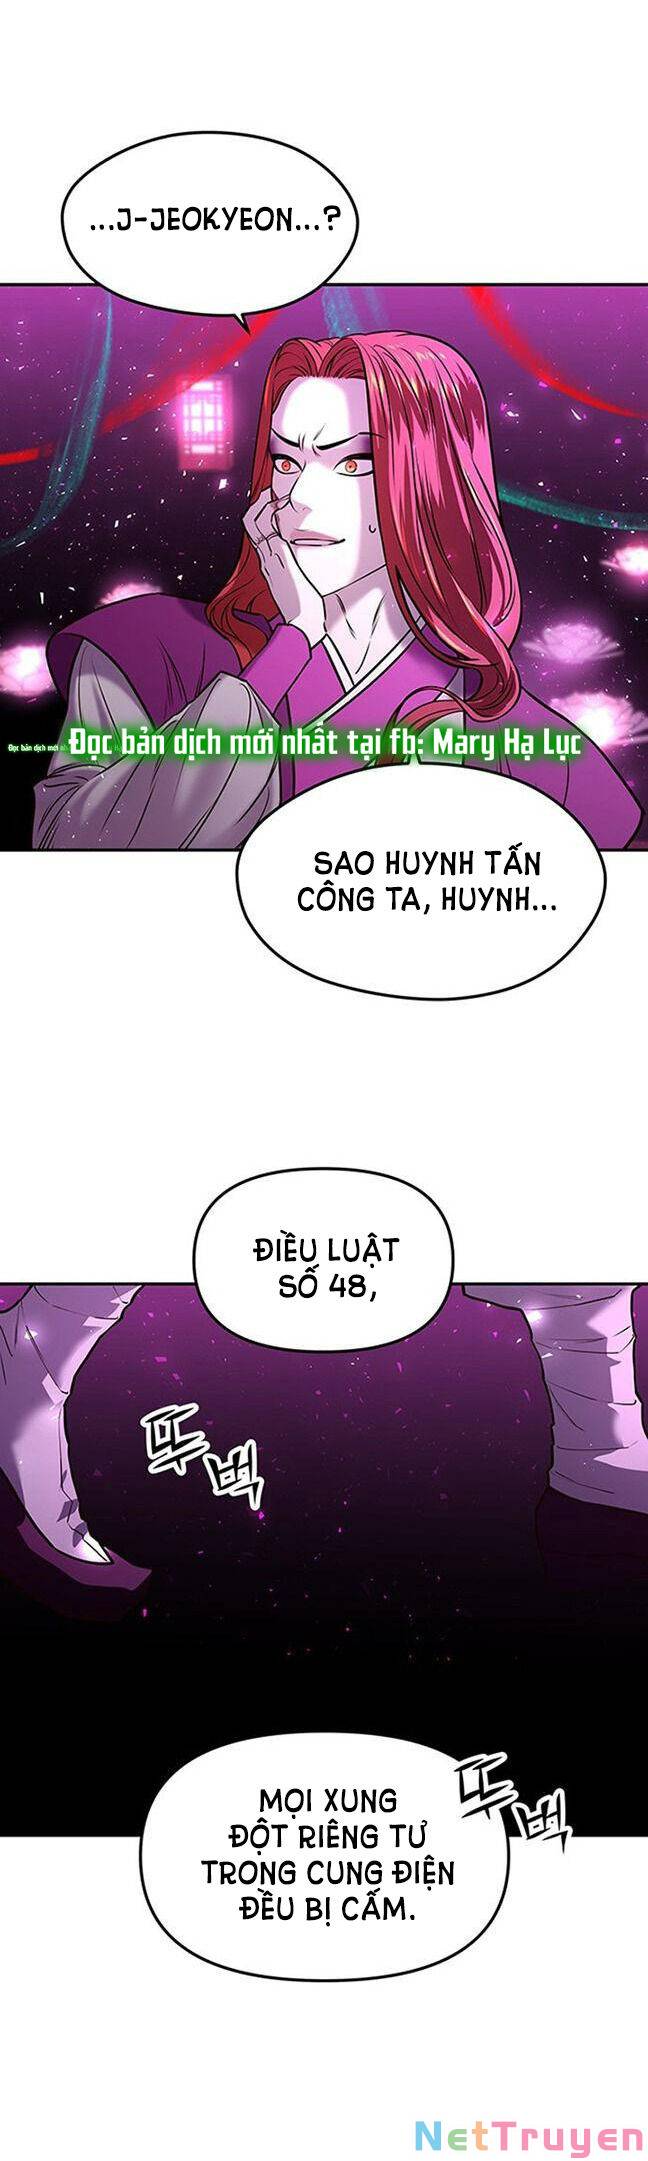 ...J-JEOKYEON...?
Đọc bản dịch mới nhất tại fb: Mary Hạ Lục
SAO HUYNH TẤN
CÔNG TA, HUYNH...
ĐIỀU LUẬT
SỐ 48,
뚜벅
MỌI XUNG
ĐỘT RIÊNG TƯ
TRONG CUNG ĐIỆN
ĐỀU BỊ CẤM.
뚜벅
NetTruyen